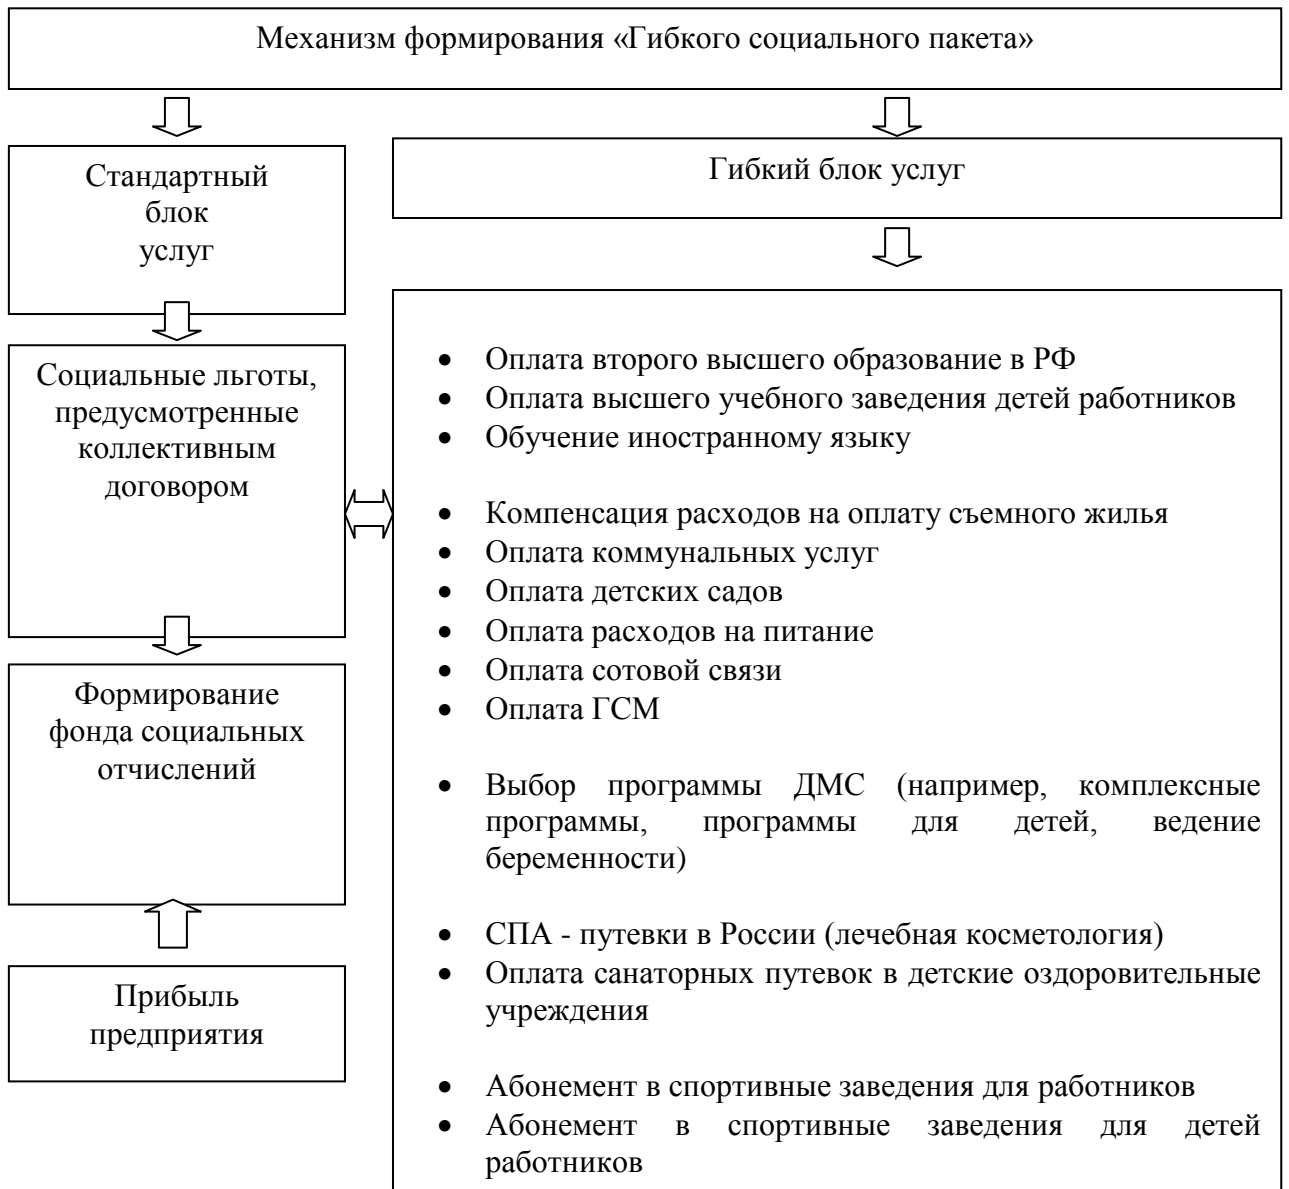 Механизм формирования «Гибкого социального пакета»
Стандартный
блок
услуг
Социальные льготы,
предусмотренные
коллективным
договором
Формирование
фонда социальных
отчислений
Прибыль
предприятия
Гибкий блок услуг
• Оплата второго высшего образование в РФ
• Оплата высшего учебного заведения детей работников
• Обучение иностранному языку
• Компенсация расходов на оплату съемного жилья
• Оплата коммунальных услуг
• Оплата детских садов
• Оплата расходов на питание
• Оплата сотовой связи
• Оплата ГСМ
• Выбор программы ДМС (например, комплексные
программы, программы для детей, ведение
беременности)
• СПА - путевки в России (лечебная косметология)
• Оплата санаторных путевок в детские оздоровительные
учреждения
• Абонемент в спортивные заведения для работников
• Абонемент в спортивные заведения для детей
работников